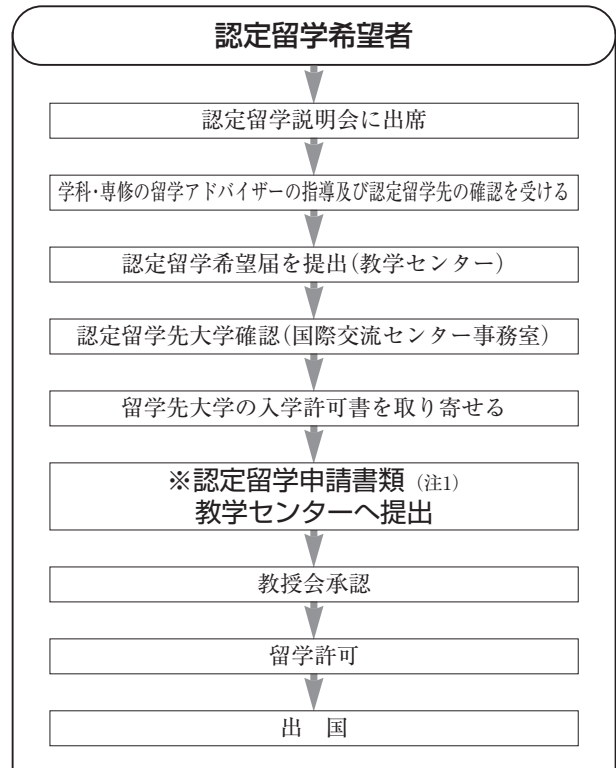 認定留学希望者
認定留学説明会に出席
学科・専修の留学アドバイザーの指導及び認定留学先の確認を受ける
認定留学希望届を提出(教学センター)
認定留学先大学確認(国際交流センター事務室)
留学先大学の入学許可書を取り寄せる
※認定留学申請書類(注1)
教学センターへ提出
教授会承認
留学許可
出　国